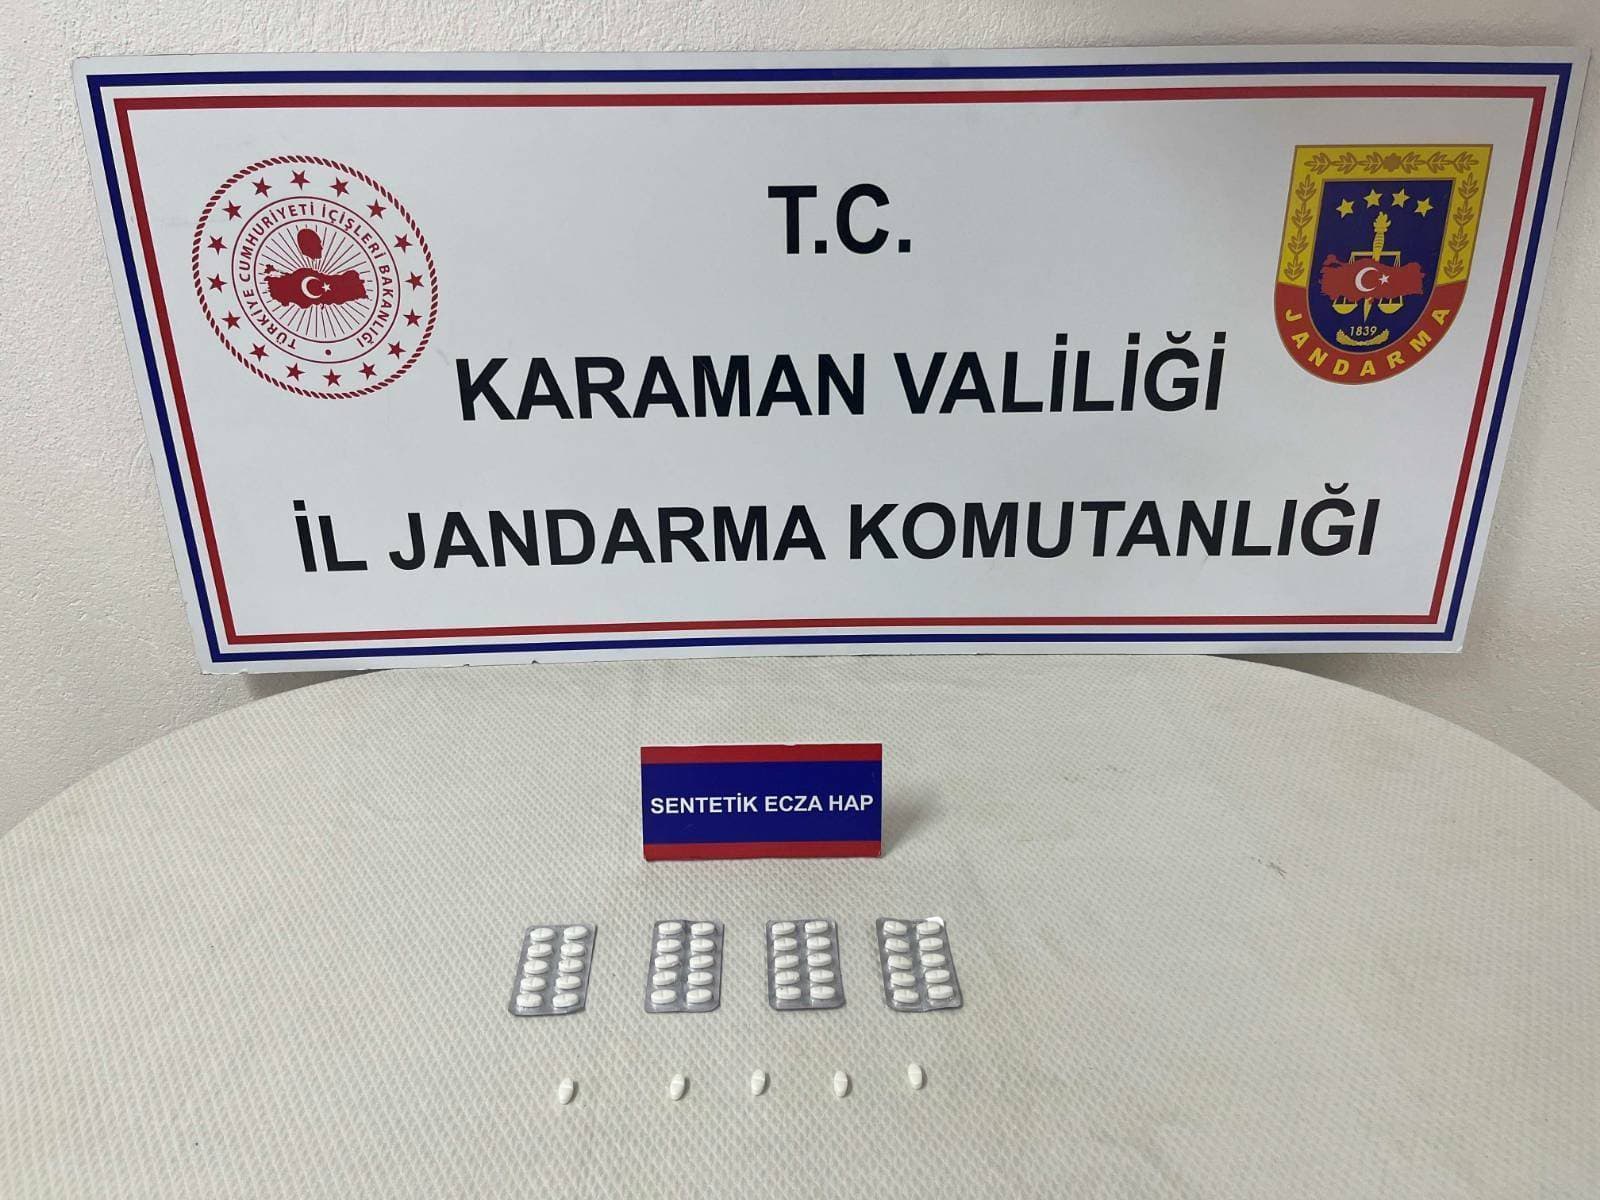 T.C.
KARAMAN VALİLİĞİ
İL JANDARMA KOMUTANLIĞI
TÜRKİYE CUMHURİYETİ İÇİŞLERİ BAKANLIĞI
1839
JANDARMA
SENTETİK ECZA HAP